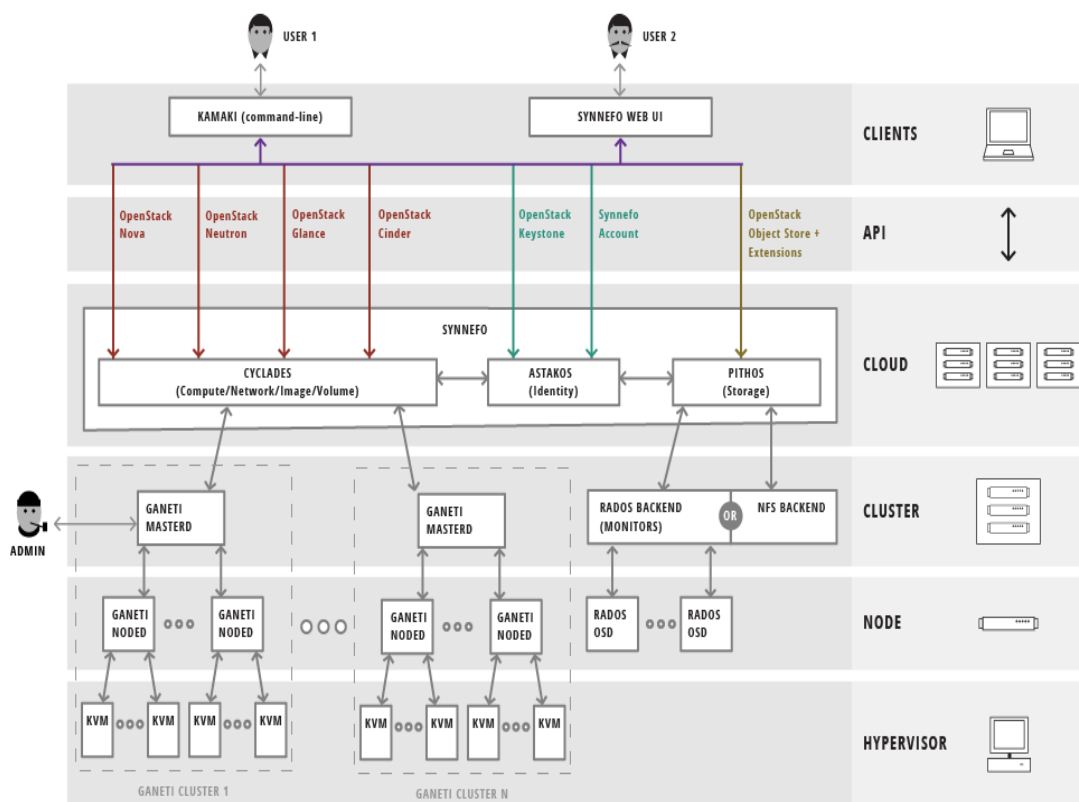 USER 1
USER 2
KAMAKI (command-line)
SYNNEFO WEB UI
CLIENTS
OpenStack
Nova
OpenStack
Neutron
OpenStack
Glance
OpenStack
Cinder
OpenStack
Keystone
Synnefo
Account
OpenStack
Object Store +
Extensions
API
SYNNEFO
CYCLADES
(Compute/Network/Image/Volume)
ASTAKOS
(Identity)
PITHOS
(Storage)
CLOUD
ADMIN
GANETI
MASTERD
GANETI
MASTERD
RADOS BACKEND
(MONITORS)
OR
NFS BACKEND
CLUSTER
GANETI
NODED
GANETI
NODED
GANETI
NODED
GANETI
NODED
RADOS
OSD
RADOS
OSD
NODE
KVM
KVM
KVM
KVM
KVM
KVM
KVM
KVM
HYPERVISOR
GANETI CLUSTER 1
GANETI CLUSTER N